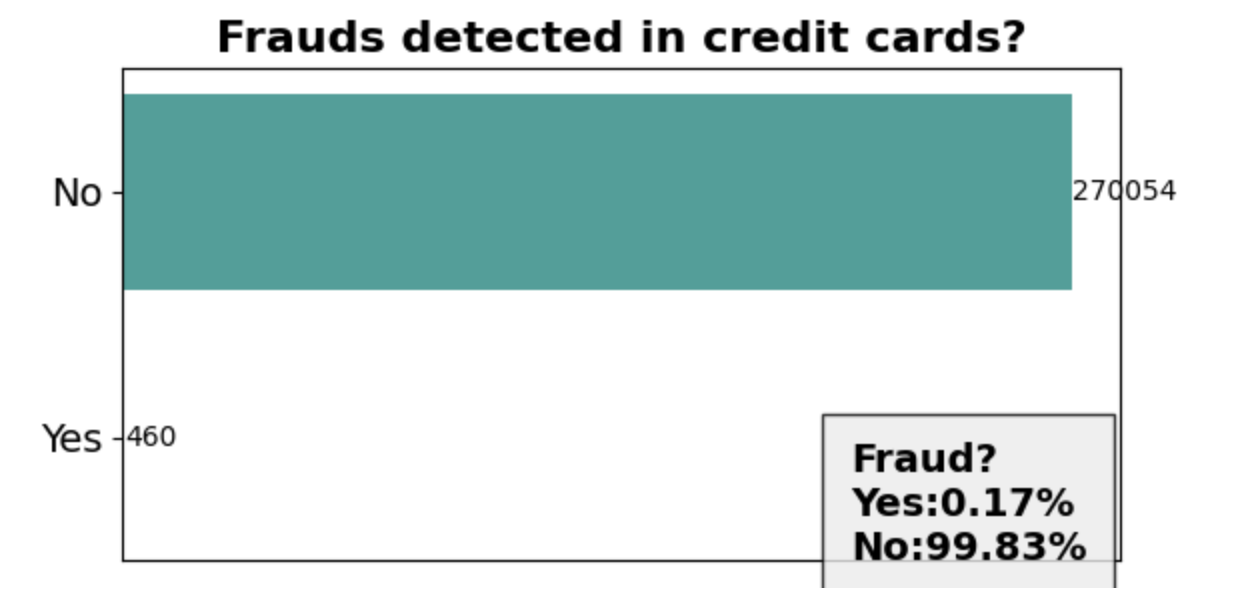 Frauds detected in credit cards?
No
270054
Yes
460
Fraud?
Yes:0.17%
No:99.83%